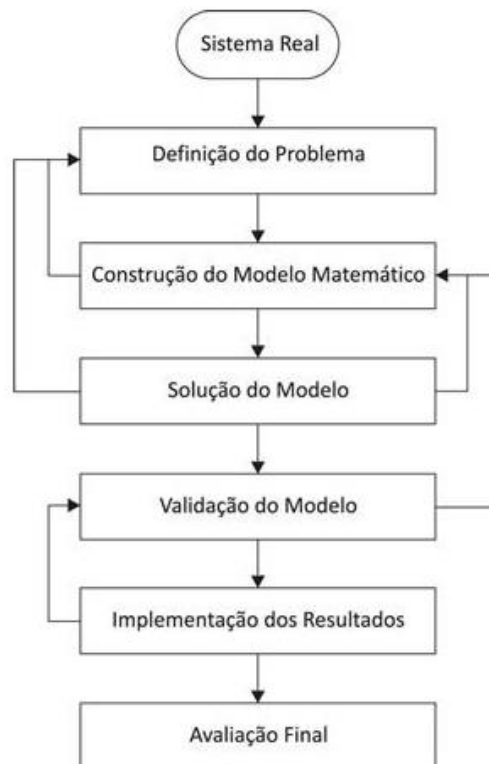 Sistema Real
Definição do Problema
Construção do Modelo Matemático
Solução do Modelo
Validação do Modelo
Implementação dos Resultados
Avaliação Final